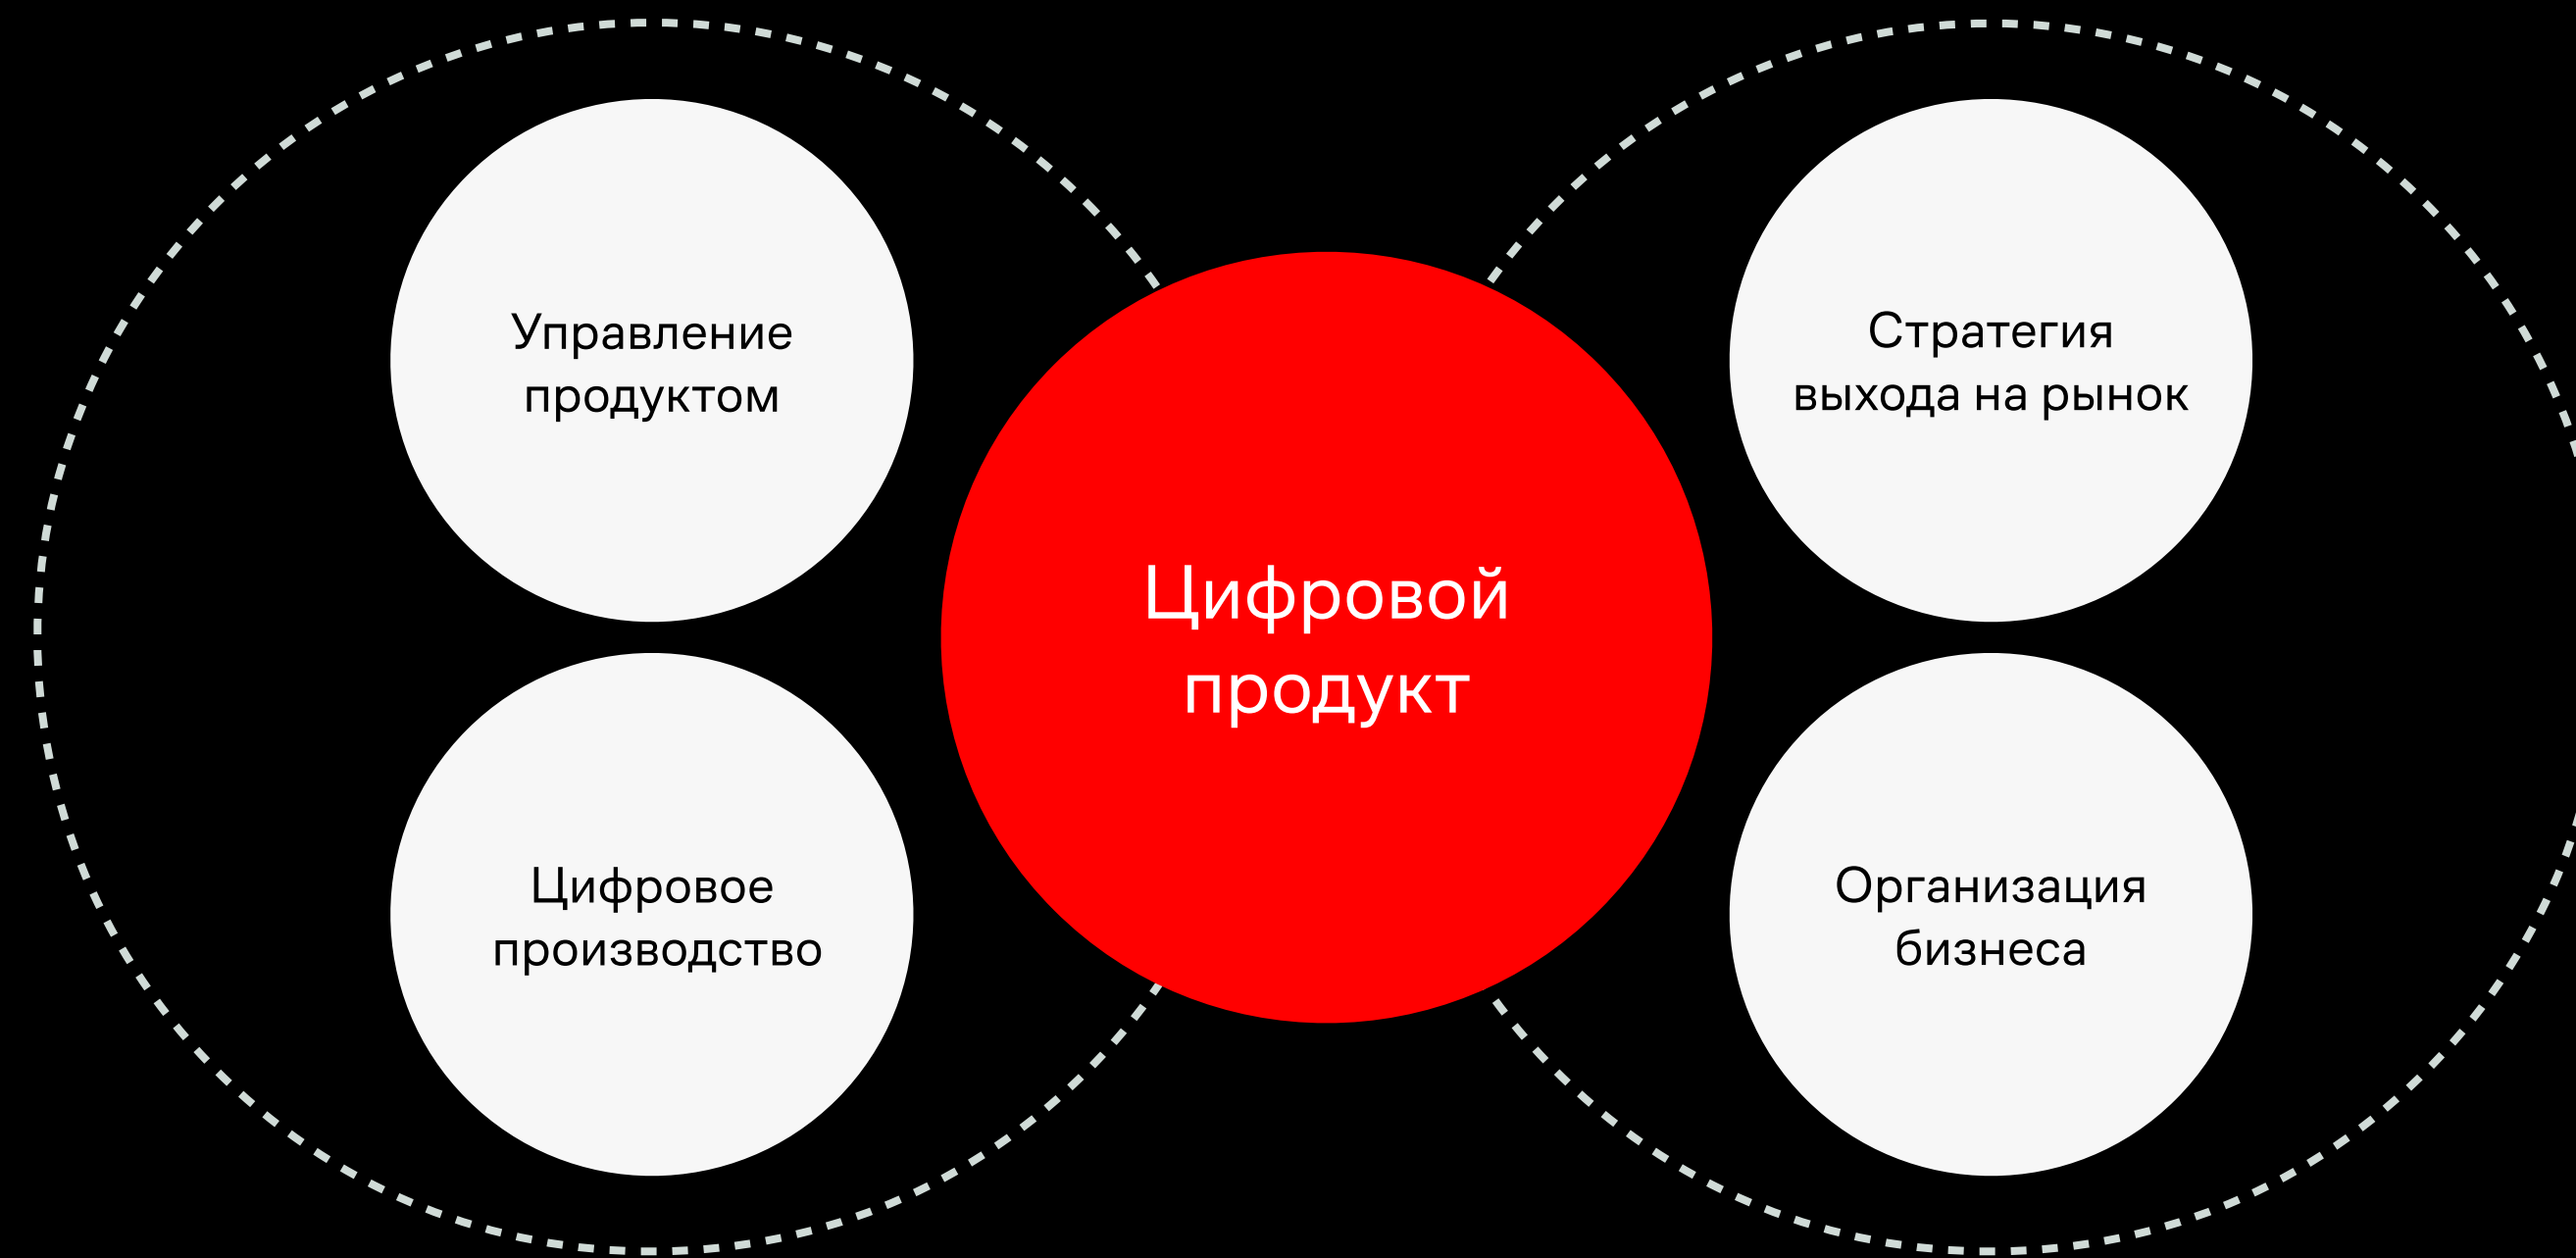 Управление
продуктом
Цифровое
производство
Цифровой
продукт
Стратегия
выхода на рынок
Организация
бизнеса